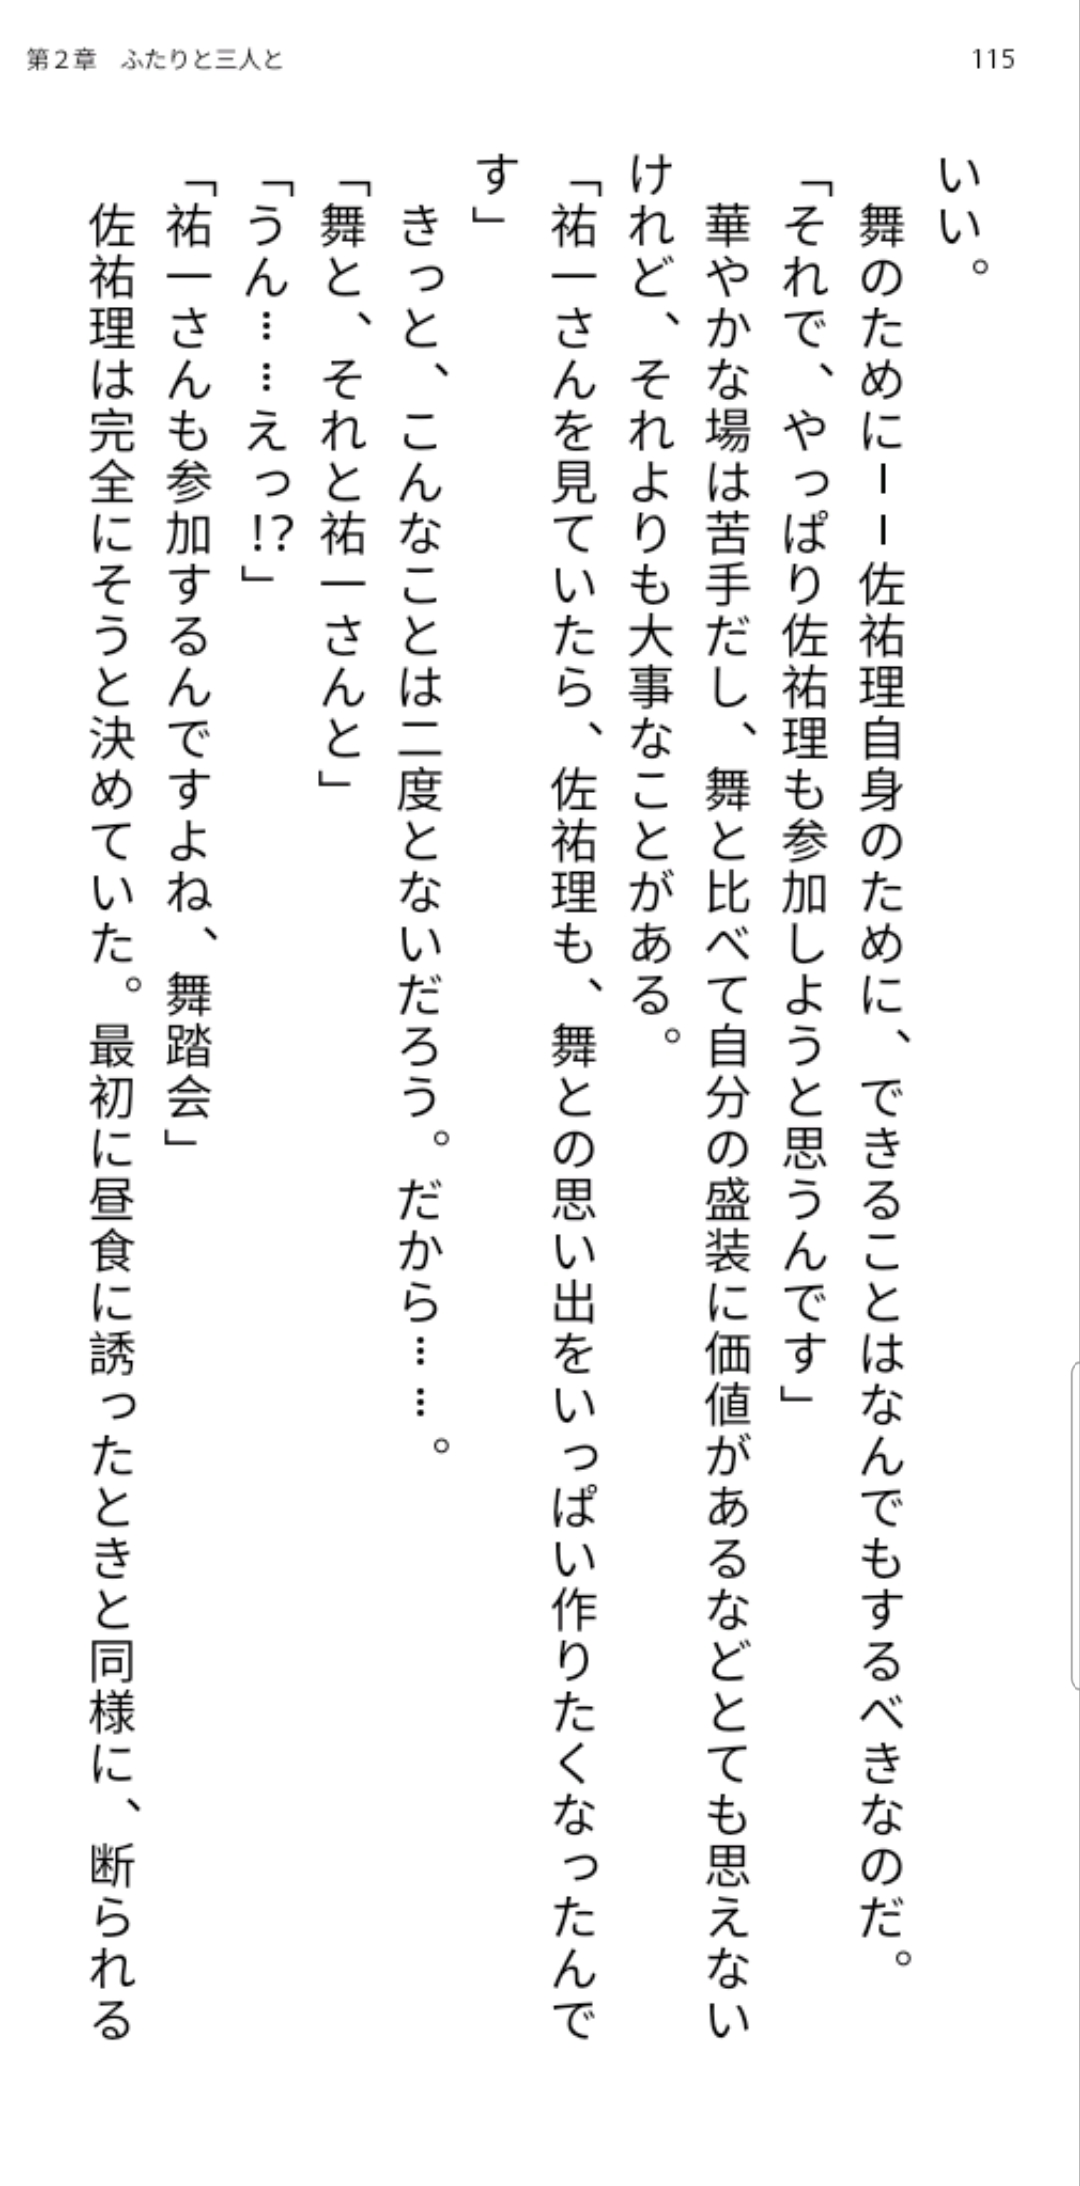 第2章　ふたりと三人と
115
いい。
　舞のために――佐祐理自身のために、できることはなんでもするべきなのだ。
「それで、やっぱり佐祐理も参加しようと思うんです」
　華やかな場は苦手だし、舞と比べて自分の盛装に価値があるなどとても思えない
けれど、それよりも大事なことがある。
「祐一さんを見ていたら、佐祐理も、舞との思い出をいっぱい作りたくなったんで
す」
　きっと、こんなことは二度とないだろう。だから……。
「舞と、それと祐一さんと」
「うん……えっ!?」
「祐一さんも参加するんですよね、舞踏会」
　佐祐理は完全にそうと決めていた。最初に昼食に誘ったときと同様に、断られる